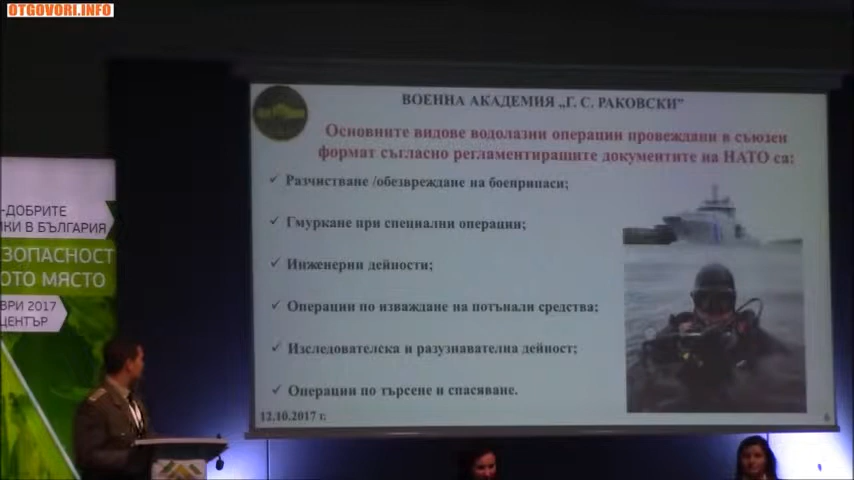 OTGOVORI.INFO
ВОЕННА АКАДЕМИЯ „Г. С. РАКОВСКИ”
Основните видове водолазни операции провеждани в съюзен
формат съгласно регламентиращите документите на НАТО са:
✓ Разчистване /обезвреждане на боеприпаси;
✓ Гмуркане при специални операции;
✓ Инженерни дейности;
✓ Операции по изваждане на потънали средства;
✓ Изследователска и разузнавателна дейност;
✓ Операции по търсене и спасяване.
12.10.2017 г.
-ДОБРИТЕ
КИ В БЪЛГАРИЯ
ЗОПАСНОСТ
ОТО МЯСТО
ВРИ 2017
ЦЕНТЪР